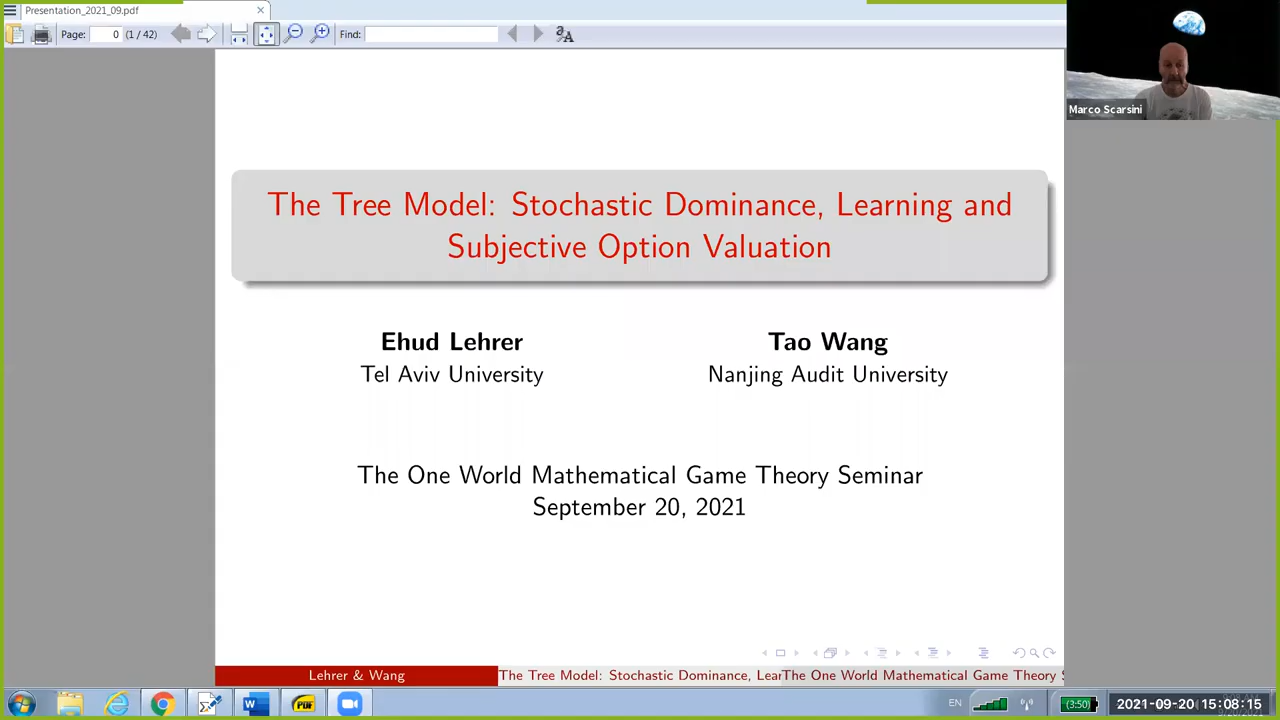 Presentation_2021_09.pdf
Page: 0 (1 / 42) Find:
Marco Scarsini
The Tree Model: Stochastic Dominance, Learning and
Subjective Option Valuation
Ehud Lehrer
Tel Aviv University
Tao Wang
Nanjing Audit University
The One World Mathematical Game Theory Seminar
September 20, 2021
Lehrer & Wang
The Tree Model: Stochastic Dominance, Lear
The One World Mathematical Game Theory S
EN
(3:50)
2021-09-20 15:08:15